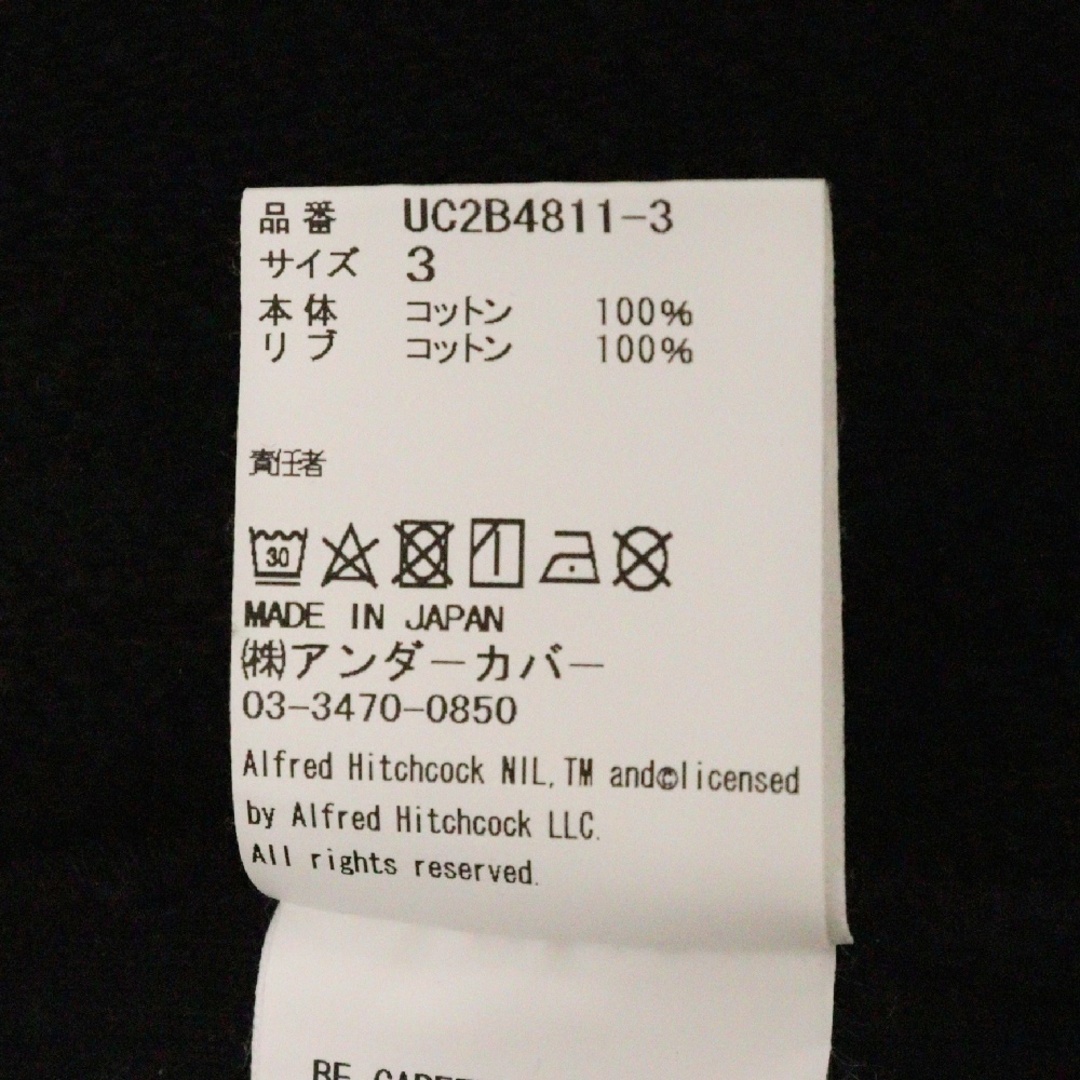 品番 UC2B4811-3
サイズ 3
本体 コットン 100%
リブ コットン 100%
責任者
30
MADE IN JAPAN
㈱アンダーカバー
03-3470-0850
Alfred Hitchcock NIL, TM and©licensed
by Alfred Hitchcock LLC.
All rights reserved.
BE